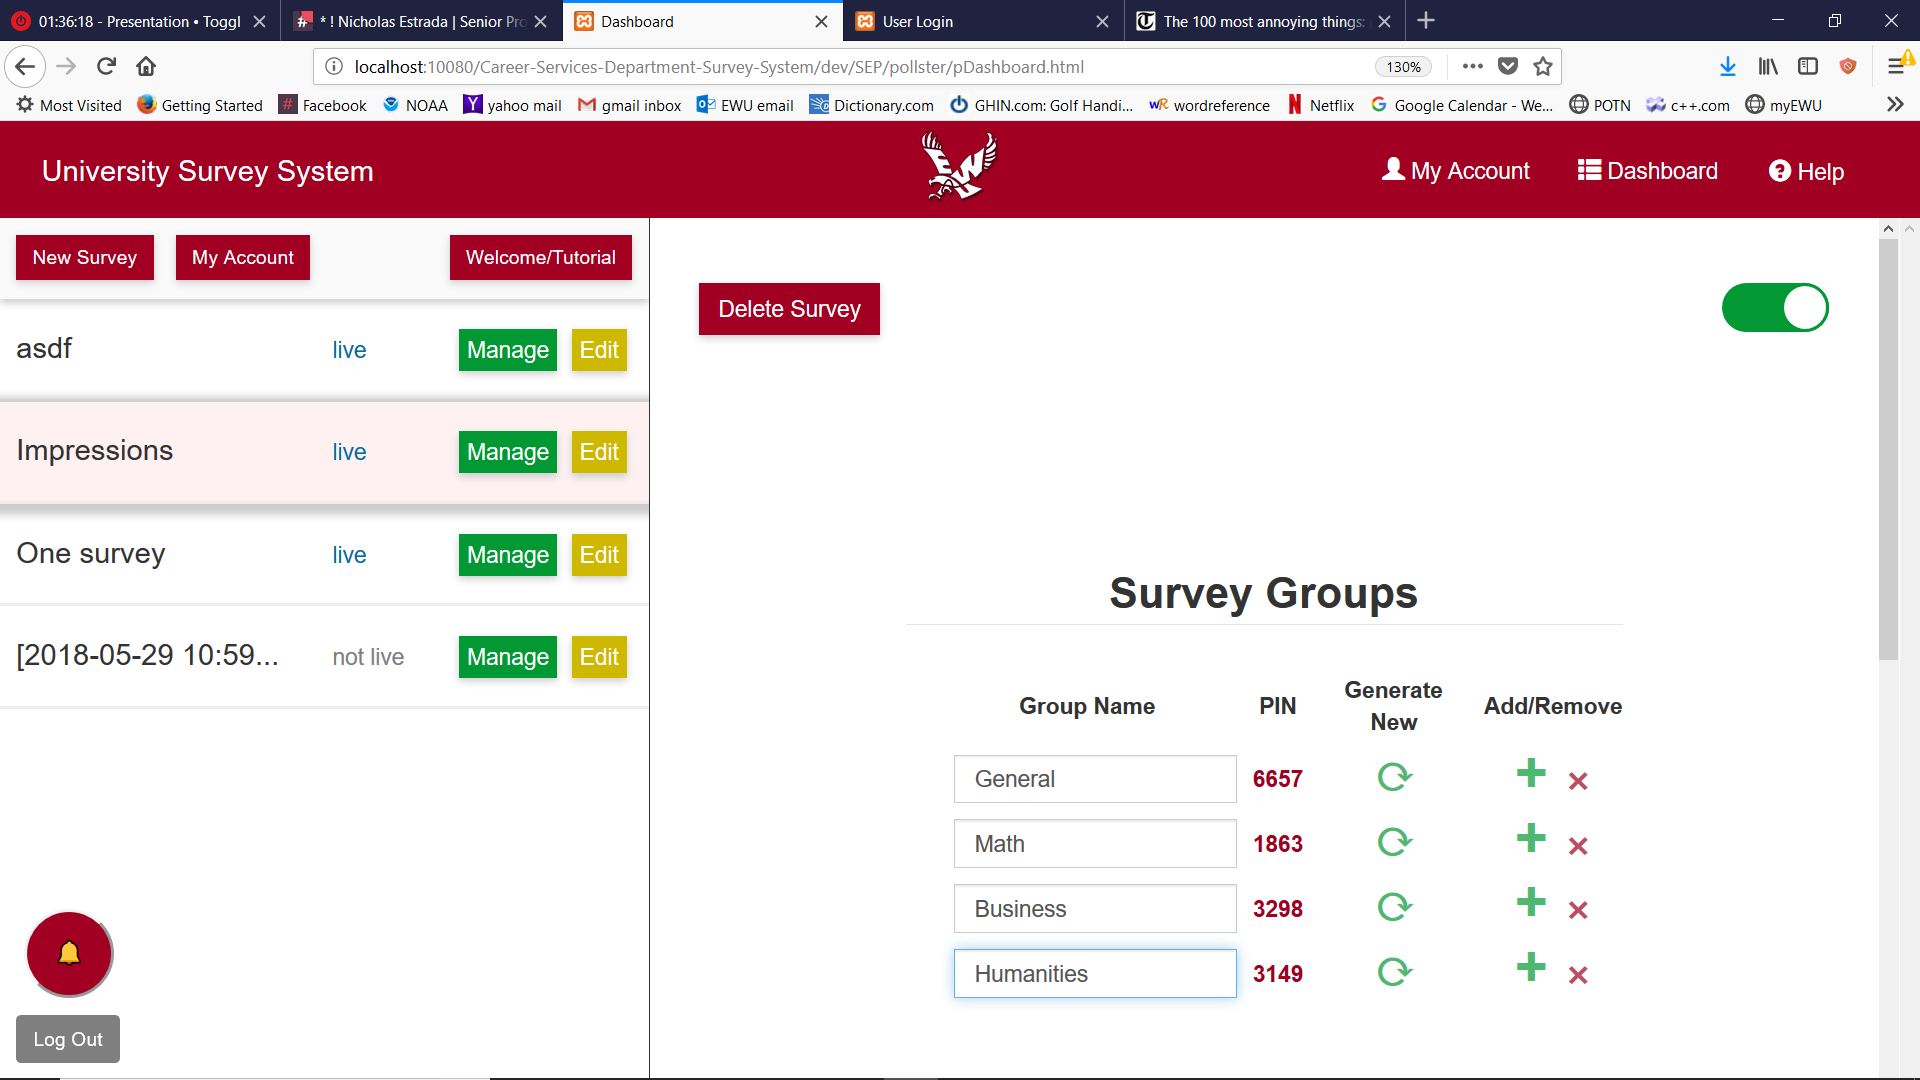 01:36:18 - Presentation • Toggl
* ! Nicholas Estrada | Senior Pro
Dashboard
User Login
The 100 most annoying things:
localhost:10080/Career-Services-Department-Survey-System/dev/SEP/pollster/pDashboard.html
130%
Most Visited
Getting Started
Facebook
NOAA
yahoo mail
gmail inbox
EWU email
Dictionary.com
GHIN.com: Golf Handi...
wordreference
Netflix
Google Calendar - We...
POTN
c++.com
myEWU
University Survey System
My Account
Dashboard
Help
New Survey
My Account
Welcome/Tutorial
asdf live Manage Edit
Impressions live Manage Edit
One survey live Manage Edit
[2018-05-29 10:59... not live Manage Edit
Log Out
Delete Survey
Survey Groups
Group Name PIN Generate New Add/Remove
General 6657
Math 1863
Business 3298
Humanities 3149